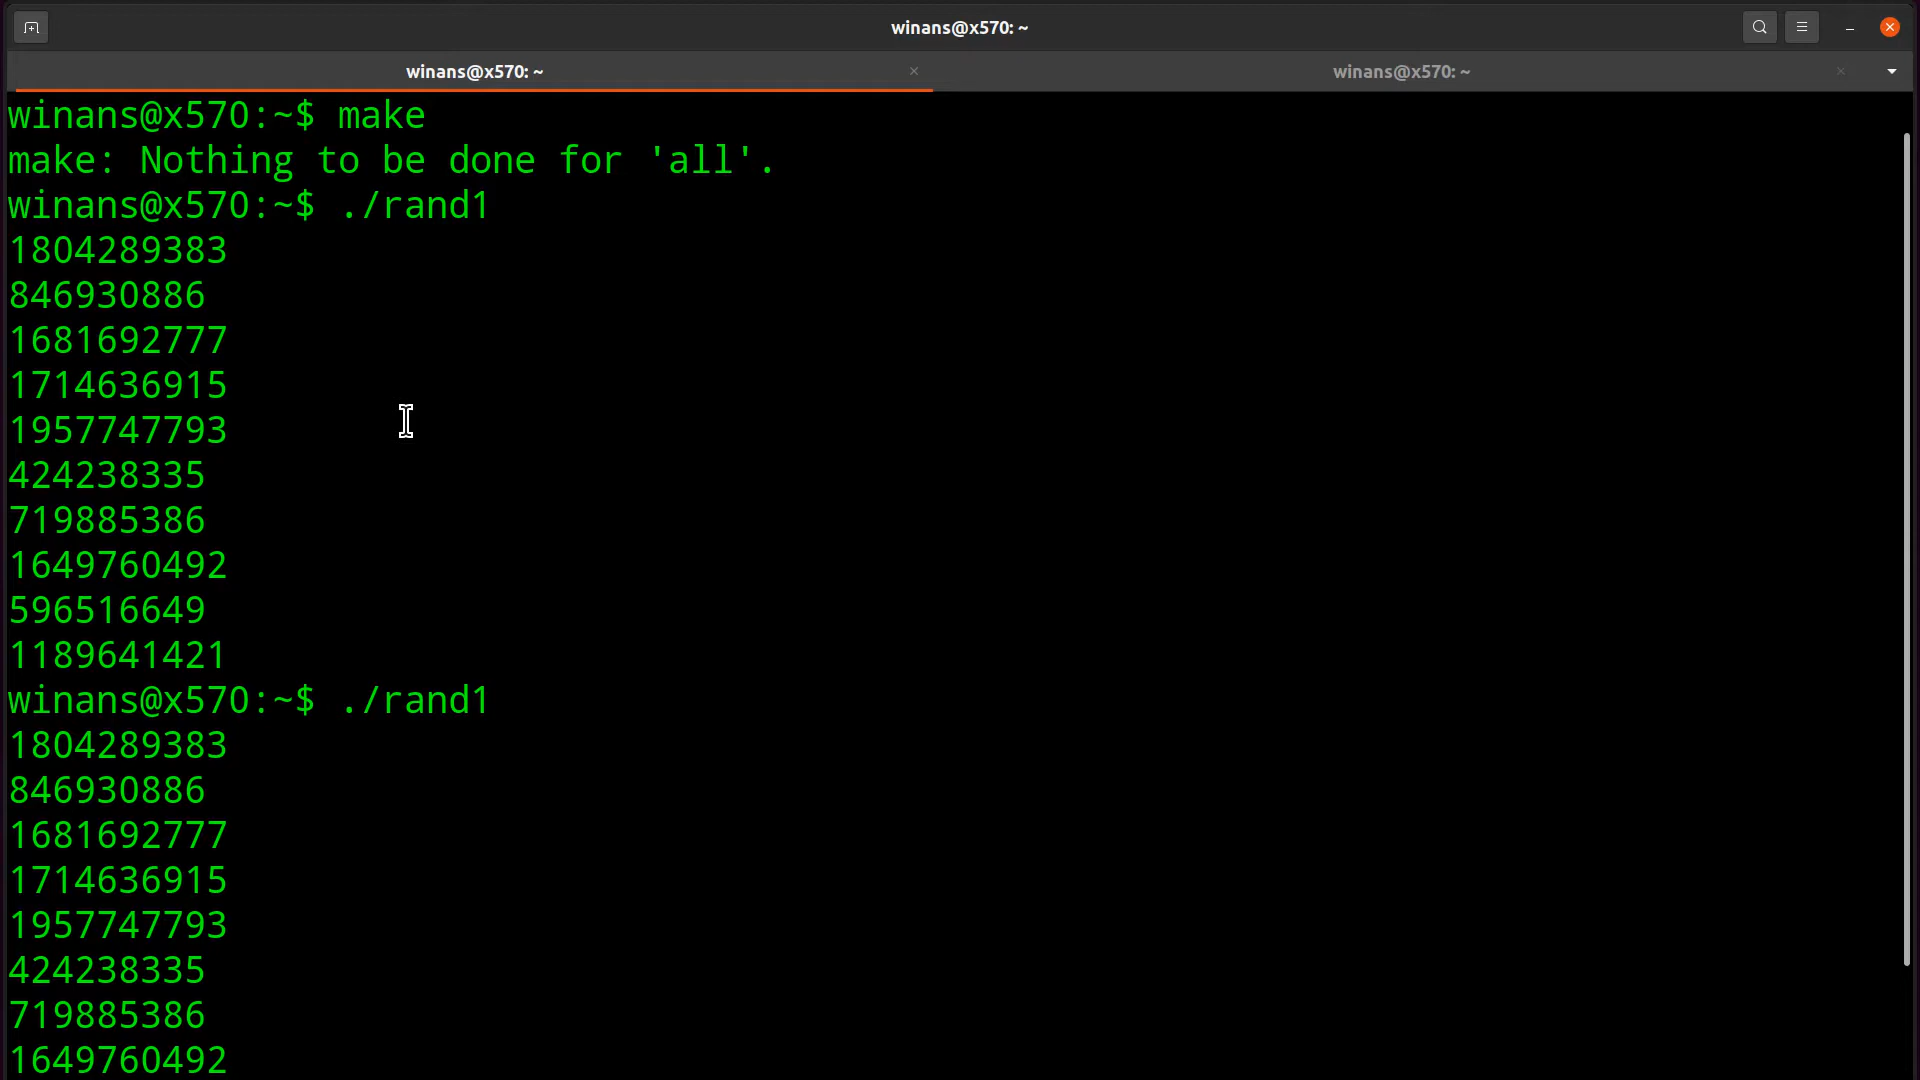 winans@x570: ~
winans@x570: ~
winans@x570: ~
winans@x570:~$ make
make: Nothing to be done for 'all'.
winans@x570:~$ ./rand1
1804289383
846930886
1681692777
1714636915
1957747793
424238335
719885386
1649760492
596516649
1189641421
winans@x570:~$ ./rand1
1804289383
846930886
1681692777
1714636915
1957747793
424238335
719885386
1649760492